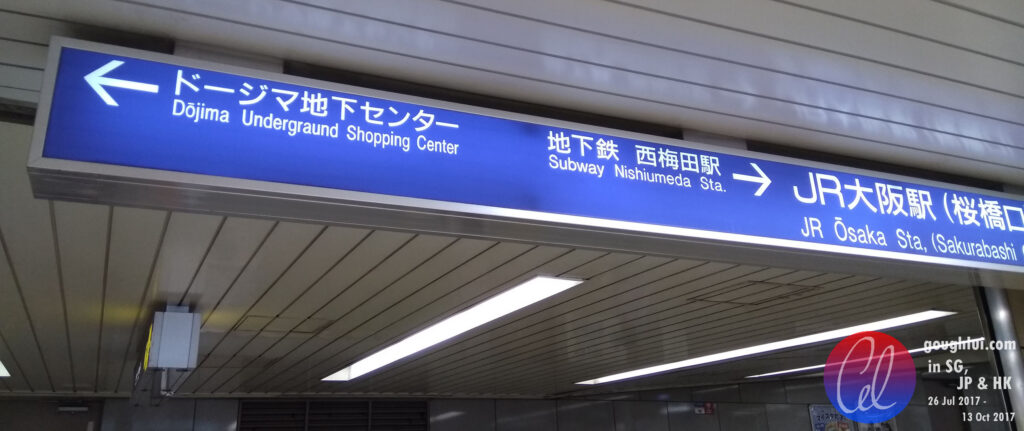 ← ドージマ地下センター
Dōjima Undergraund Shopping Center
地下鉄 西梅田駅
Subway Nishiumeda Sta. →
JR大阪駅(桜橋口
JR Ōsaka Sta, (Sakurabashi
goughlui.com
in SG,
JP & HK
26 Jul 2017 -
13 Oct 2017